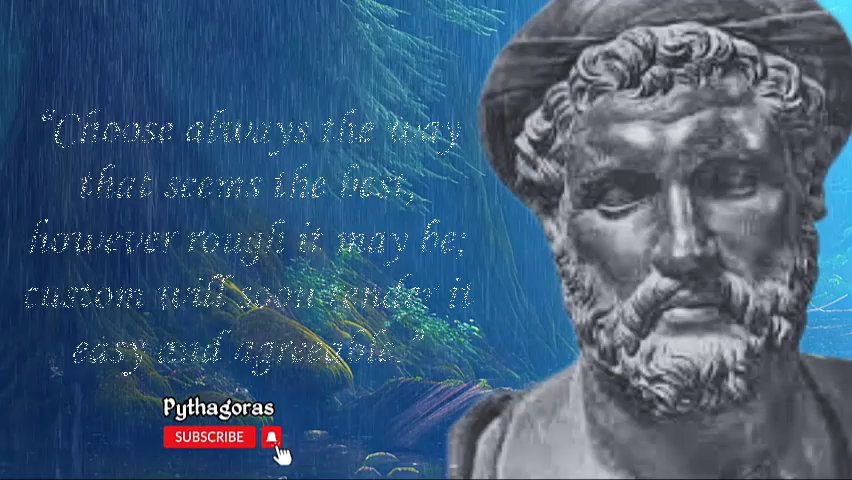 “Choose always the way
that seems the best,
however rough it may be;
custom will soon render it
easy and agreeable.”
Pythagoras
SUBSCRIBE